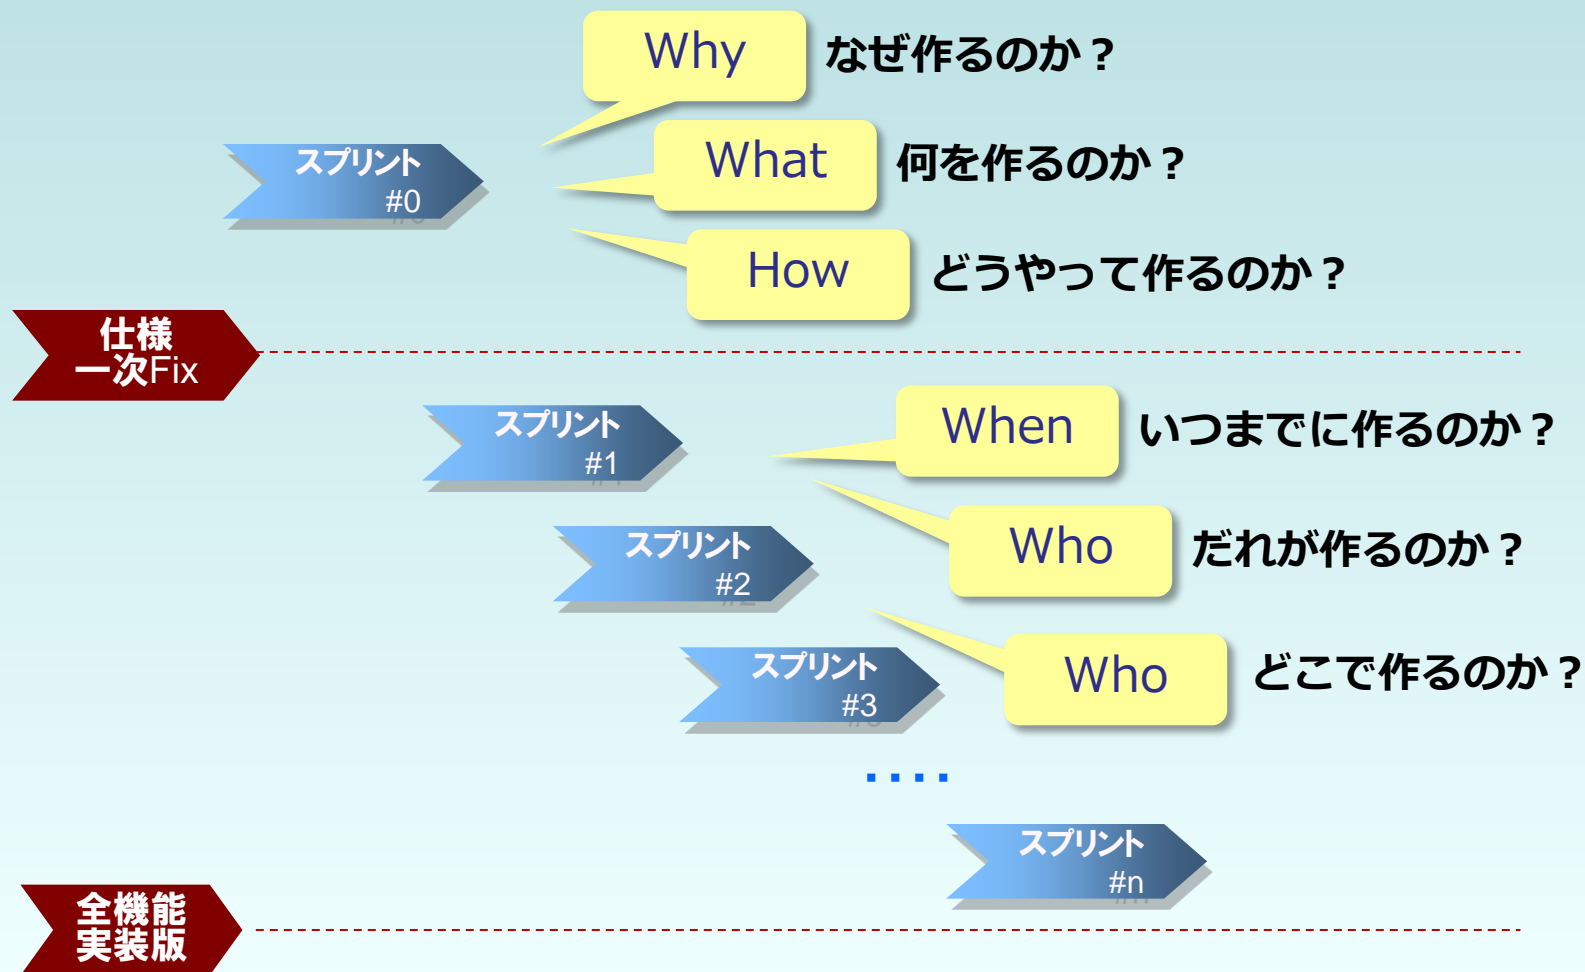 Why
なぜ作るのか？
スプリント
#0
What
何を作るのか？
How
どうやって作るのか？
仕様
一次Fix
スプリント
#1
When
いつまでに作るのか？
スプリント
#2
Who
だれが作るのか？
スプリント
#3
Who
どこで作るのか？
....
スプリント
#n
全機能
実装版